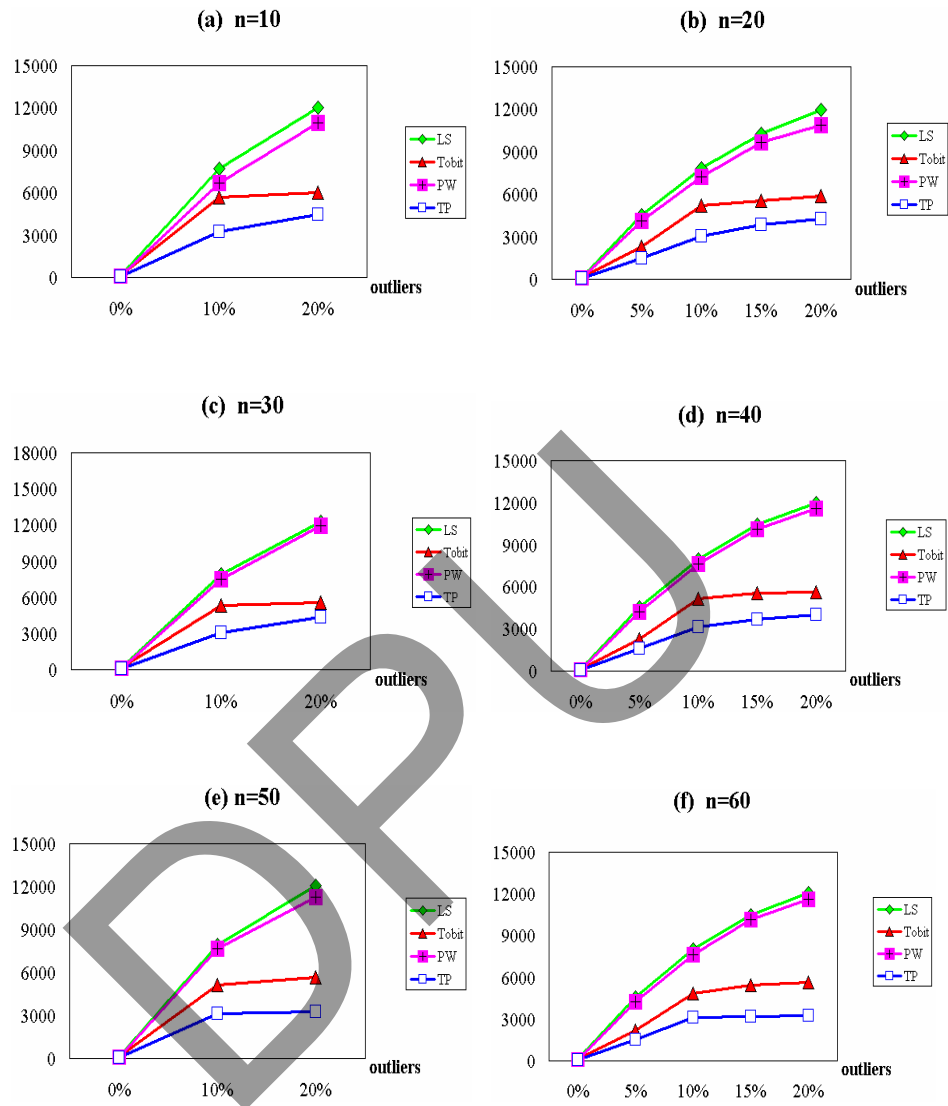 (a) n=10
15000
12000
9000
6000
3000
0
0% 10% 20%
outliers
LS
Tobit
PW
TP
(b) n=20
15000
12000
9000
6000
3000
0
0% 5% 10% 15% 20%
outliers
LS
Tobit
PW
TP
(c) n=30
18000
15000
12000
9000
6000
3000
0
0% 10% 20%
outliers
LS
Tobit
PW
TP
(d) n=40
15000
12000
9000
6000
3000
0
0% 5% 10% 15% 20%
outliers
LS
Tobit
PW
TP
(e) n=50
15000
12000
9000
6000
3000
0
0% 10% 20%
outliers
LS
Tobit
PW
TP
(f) n=60
15000
12000
9000
6000
3000
0
0% 5% 10% 15% 20%
outliers
LS
Tobit
PW
TP
DPU